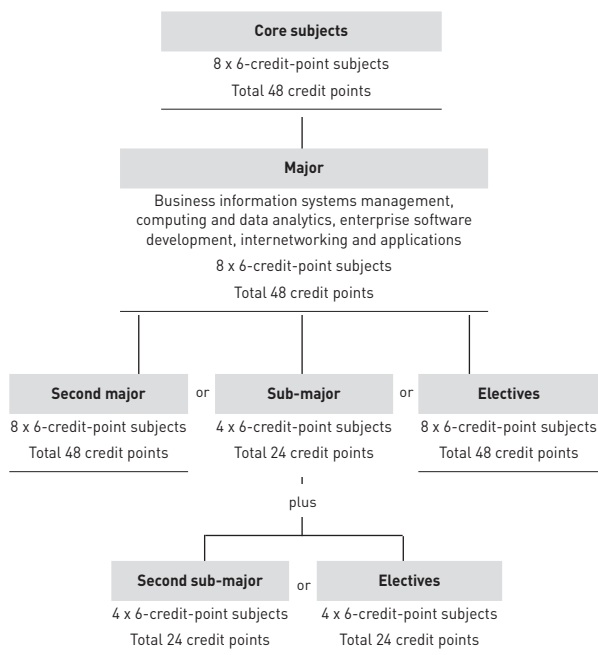 Core subjects
8 x 6-credit-point subjects
Total 48 credit points
Major
Business information systems management,
computing and data analytics, enterprise software
development, internetworking and applications
8 x 6-credit-point subjects
Total 48 credit points
Second major
8 x 6-credit-point subjects
Total 48 credit points
or
Sub-major
4 x 6-credit-point subjects
Total 24 credit points
or
Electives
8 x 6-credit-point subjects
Total 48 credit points
plus
Second sub-major
4 x 6-credit-point subjects
Total 24 credit points
or
Electives
4 x 6-credit-point subjects
Total 24 credit points